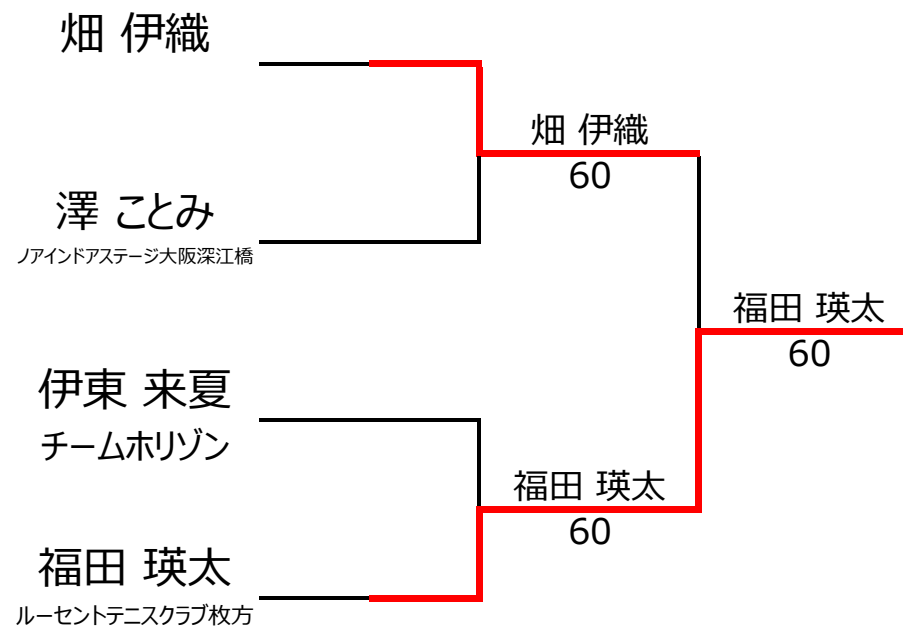 畑 伊織
畑 伊織
60
澤 ことみ
ノアインドアステージ大阪深江橋
福田 瑛太
60
伊東 来夏
チームホリゾン
福田 瑛太
60
福田 瑛太
ルーセントテニスクラブ枚方